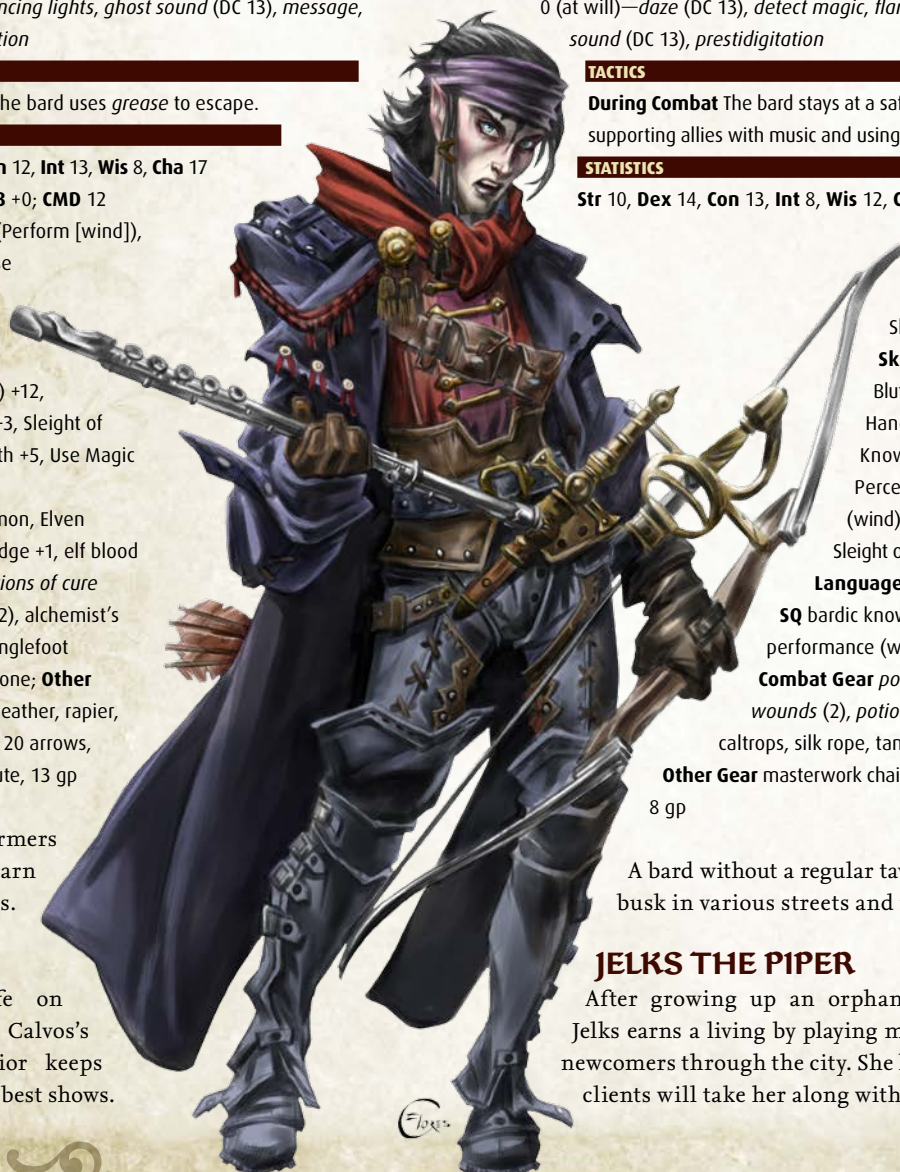 ncing lights, ghost sound (DC 13), message,
tion
he bard uses grease to escape.
n 12, Int 13, Wis 8, Cha 17
B +0; CMD 12
(Perform [wind]),
se
) +12,
+3, Sleight of
th +5, Use Magic
non, Elven
dge +1, elf blood
tions of cure
2), alchemist's
nglefoot
one; Other
eather, rapier,
20 arrows,
ute, 13 gp
rmers
arn
s.
fe on
Calvos's
ior keeps
best shows.
0 (at will)—daze (DC 13), detect magic, flar
sound (DC 13), prestidigitation
TACTICS
During Combat The bard stays at a saf
supporting allies with music and using
STATISTICS
Str 10, Dex 14, Con 13, Int 8, Wis 12, C
Sl
Sk
Blu
Han
Know
Perce
(wind)
Sleight o
Language
SQ bardic know
performance (w
Combat Gear po
wounds (2), potio
caltrops, silk rope, tan
Other Gear masterwork chai
8 gp
A bard without a regular tav
busk in various streets and
JELKS THE PIPER
After growing up an orphan
Jelks earns a living by playing m
newcomers through the city. She h
clients will take her along with